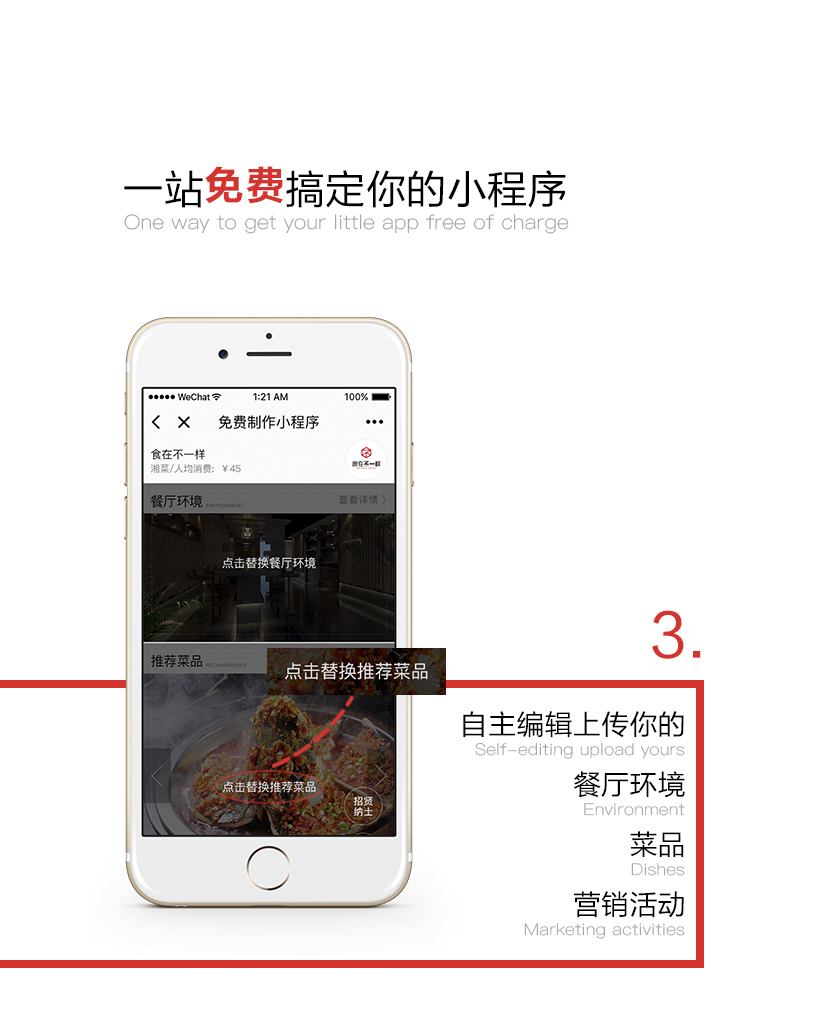 一站免费搞定你的小程序
One way to get your little app free of charge
WeChat 1:21 AM 100%
免费制作小程序
食在不一样
湘菜/人均消费: ¥45
食在不一样
餐厅环境 ENVIRONMENT 查看详情
点击替换餐厅环境
推荐菜品 RECOMMENDED
点击替换推荐菜品
点击替换推荐菜品
招贤
纳士
3.
自主编辑上传你的
Self-editing upload yours
餐厅环境
Environment
菜品
Dishes
营销活动
Marketing activities